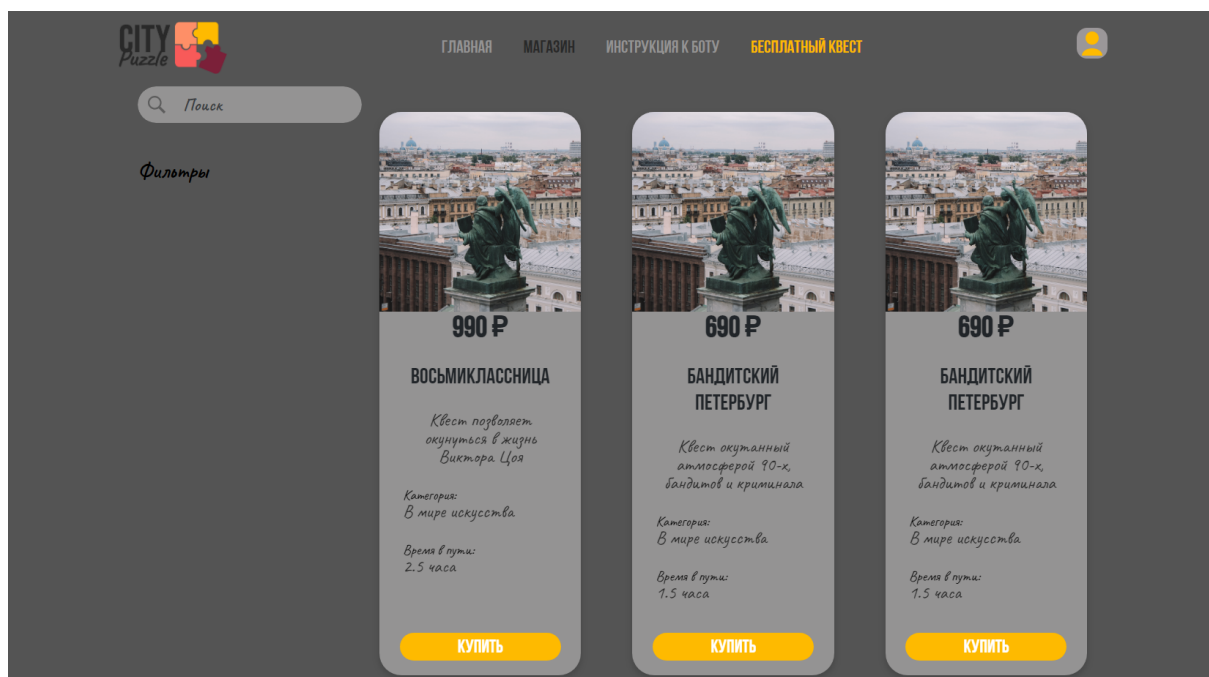 CITY
Puzzle
ГЛАВНАЯ МАГАЗИН ИНСТРУКЦИЯ К БОТУ БЕСПЛАТНЫЙ КВЕСТ
Поиск
Фильтры
990 ₽
ВОСЬМИКЛАССНИЦА
Квест позволяет
окунуться в жизнь
Виктора Цоя
Категория:
В мире искусства
Время в пути:
2.5 часа
КУПИТЬ
690 ₽
БАНДИТСКИЙ
ПЕТЕРБУРГ
Квест окутанный
атмосферой 90-х,
бандитов и криминала
Категория:
В мире искусства
Время в пути:
1.5 часа
КУПИТЬ
690 ₽
БАНДИТСКИЙ
ПЕТЕРБУРГ
Квест окутанный
атмосферой 90-х,
бандитов и криминала
Категория:
В мире искусства
Время в пути:
1.5 часа
КУПИТЬ